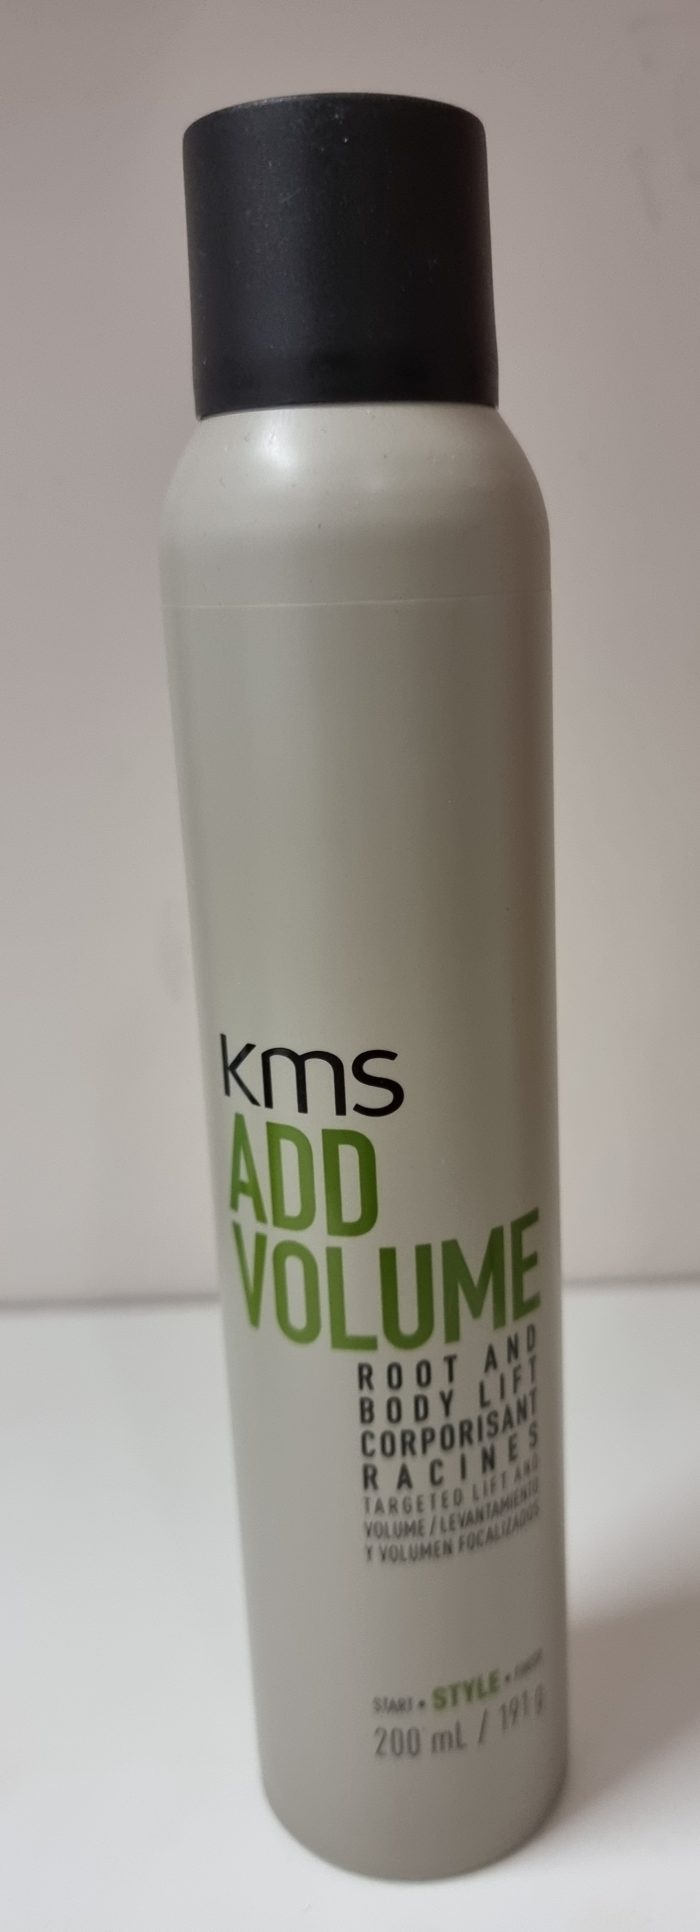 kms
ADD
VOLUME
ROOT AND
BODY LIFT
CORPORISANT
RACINES
TARGETED LIFT AND
VOLUME / LEVANTAMIENTO
Y VOLUMEN FOCALIZADOS
START • STYLE • FINISH
200 mL / 191 g